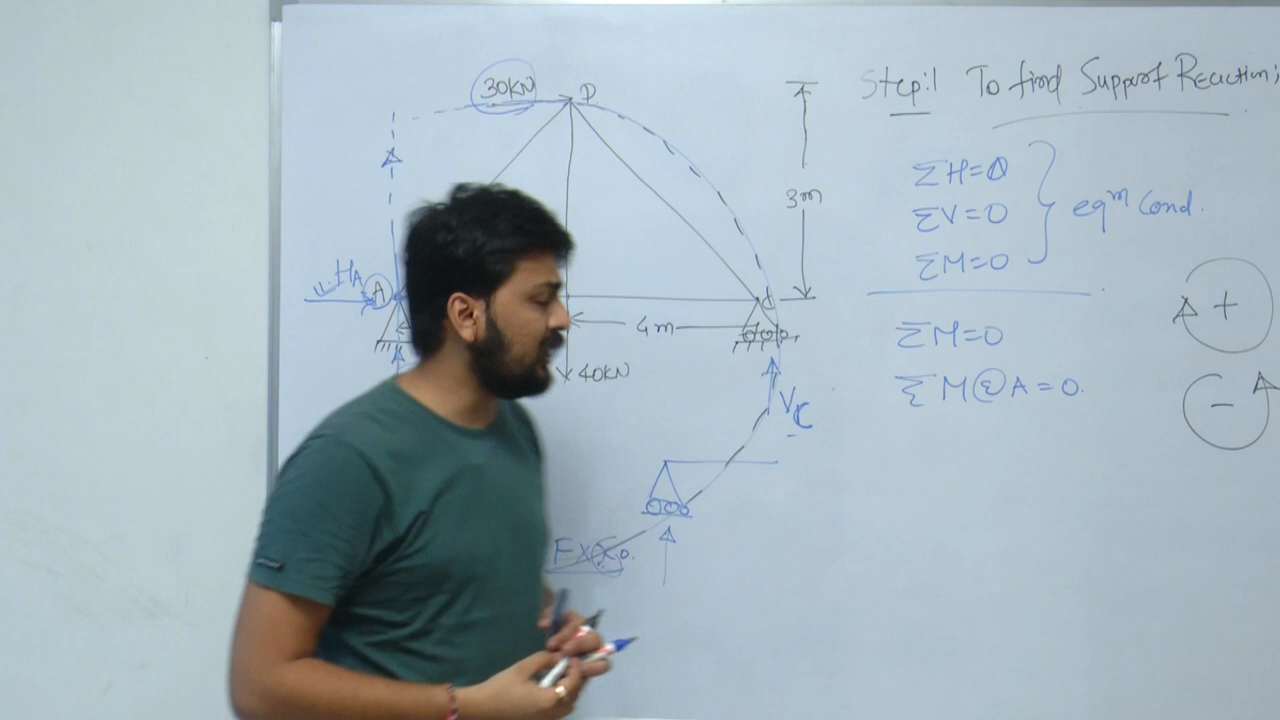 Step:1 To find Support Reaction;
30KN
D
ΣH=0
ΣV=0
ΣM=0
eqm Cond.
3m
HA
A
C
4m
40KN
+
ΣM=0
ΣM@A=0.
-
VC